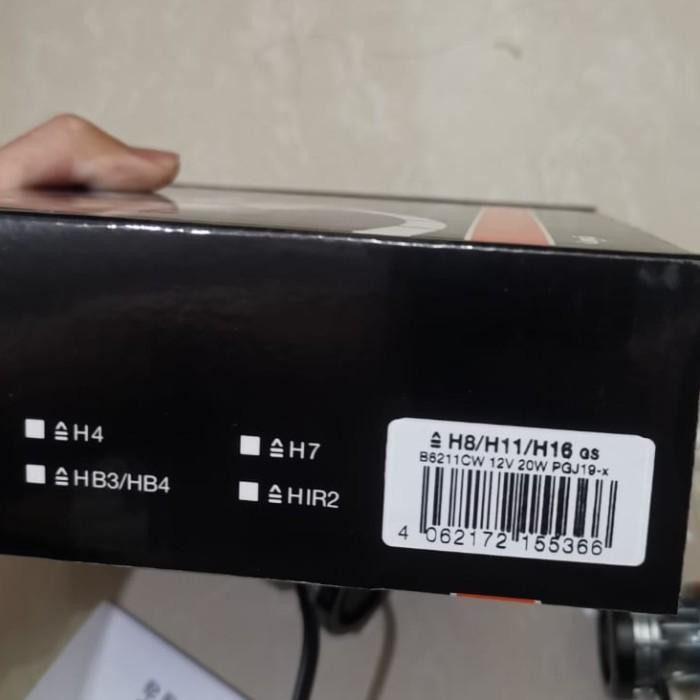 ≙ H4
≙ HB3/HB4
≙ H7
≙ HIR2
≙ H8/H11/H16 GS
B6211CW 12V 20W PGJ19-x
4 062172 155366